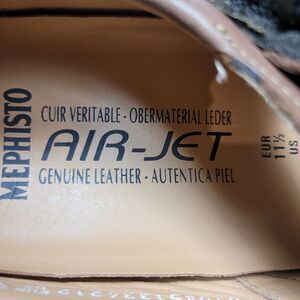 MEPHISTO
CUIR VERITABLE · OBERMATERIAL LEDER
AIR-JET
GENUINE LEATHER · AUTENTICA PIEL
EUR
11½
US